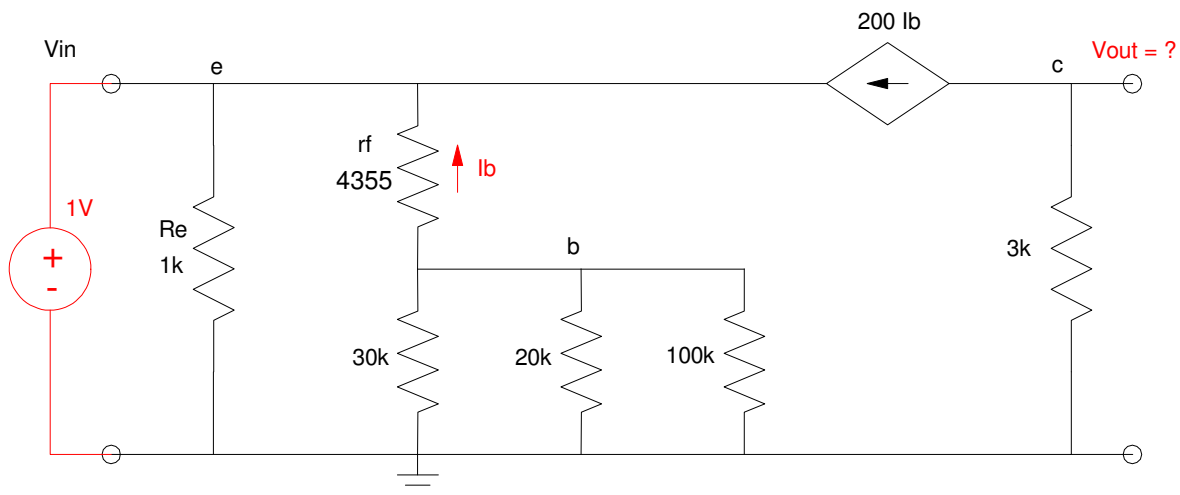 200 Ib
Vin
e
c
Vout = ?
rf
4355
Ib
1V
+
-
Re
1k
b
3k
30k
20k
100k